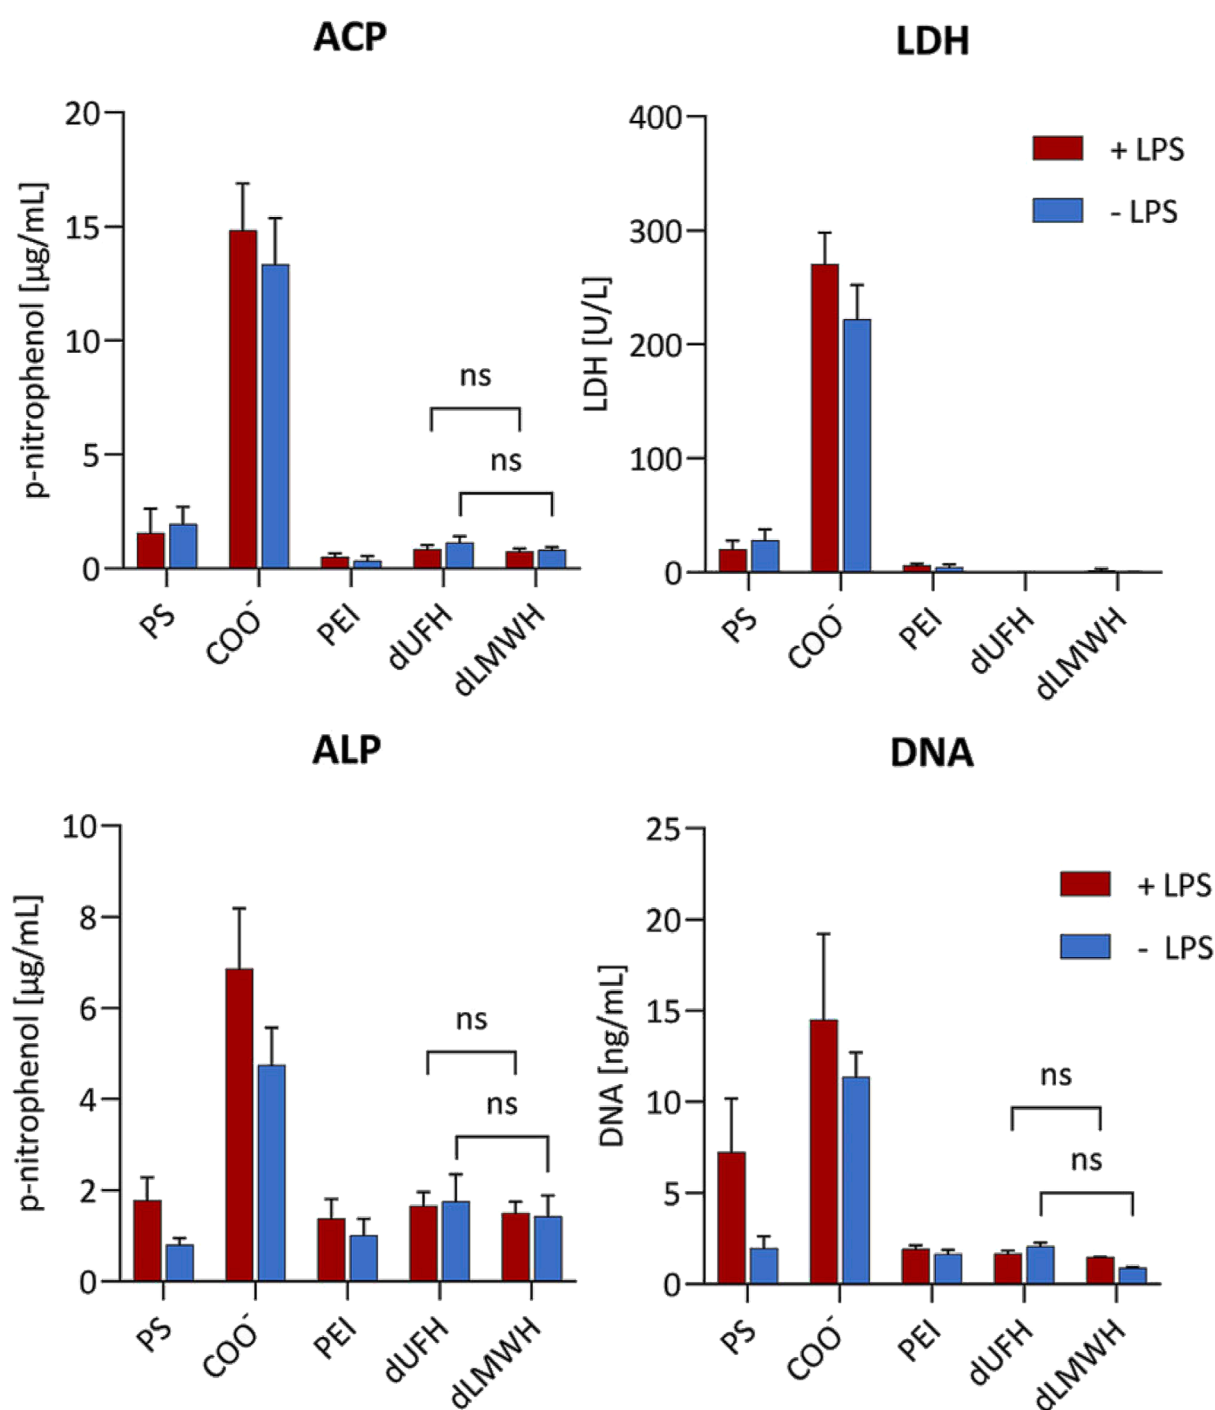 ACP
20
15
10
5
0
p-nitrophenol [µg/mL]
ns
ns
PS
COO⁻
PEI
dUFH
dLMWH
LDH
400
300
200
100
0
LDH [U/L]
+ LPS
- LPS
PS
COO⁻
PEI
dUFH
dLMWH
ALP
10
8
6
4
2
0
p-nitrophenol [µg/mL]
ns
ns
PS
COO⁻
PEI
dUFH
dLMWH
DNA
25
20
15
10
5
0
DNA [ng/mL]
+ LPS
- LPS
ns
ns
PS
COO⁻
PEI
dUFH
dLMWH